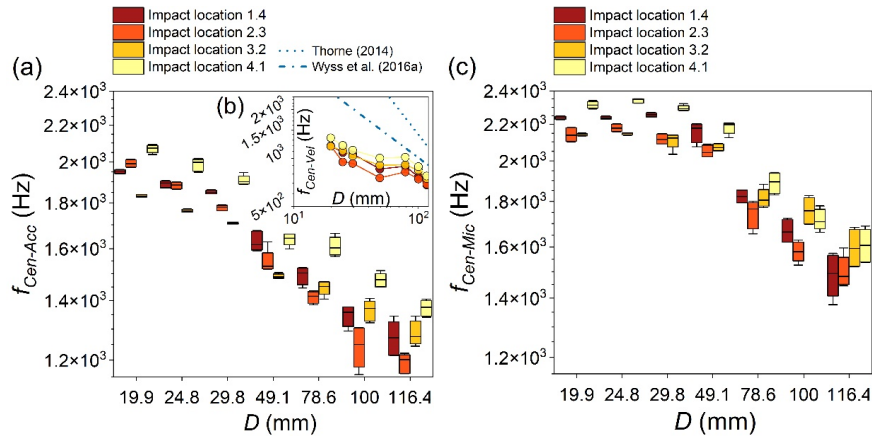 Impact location 1.4
Impact location 2.3
Impact location 3.2
Impact location 4.1
Thorne (2014)
Wyss et al. (2016a)
(a)
2.4×10³
2.2×10³
2.0×10³
1.8×10³
1.6×10³
1.4×10³
1.2×10³
f_Cen-Acc (Hz)
19.9 24.8 29.8 49.1 78.6 100 116.4
D (mm)
(b)
2×10³
1.5×10³
10³
5×10²
f_Cen-Vel (Hz)
10¹ 10²
D (mm)
Impact location 1.4
Impact location 2.3
Impact location 3.2
Impact location 4.1
(c)
2.4×10³
2.2×10³
2.0×10³
1.8×10³
1.6×10³
1.4×10³
1.2×10³
f_Cen-Mic (Hz)
19.9 24.8 29.8 49.1 78.6 100 116.4
D (mm)